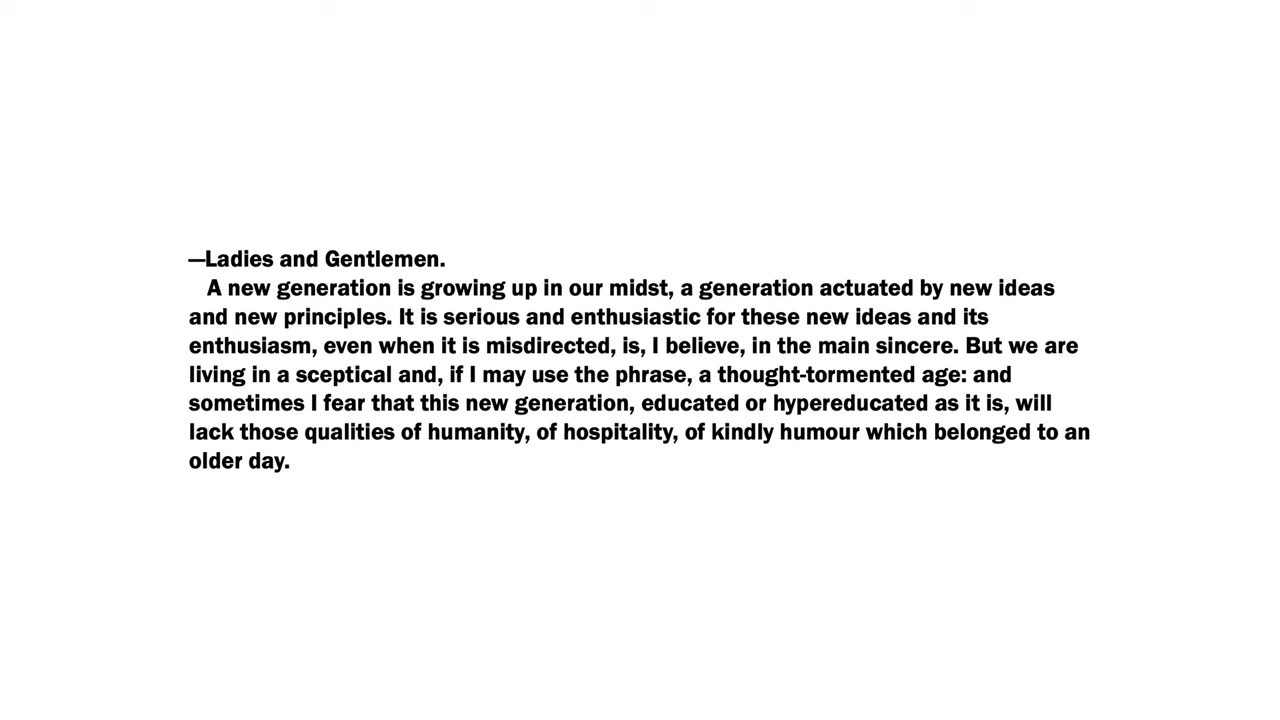 —Ladies and Gentlemen.
A new generation is growing up in our midst, a generation actuated by new ideas
and new principles. It is serious and enthusiastic for these new ideas and its
enthusiasm, even when it is misdirected, is, I believe, in the main sincere. But we are
living in a sceptical and, if I may use the phrase, a thought-tormented age: and
sometimes I fear that this new generation, educated or hypereducated as it is, will
lack those qualities of humanity, of hospitality, of kindly humour which belonged to an
older day.